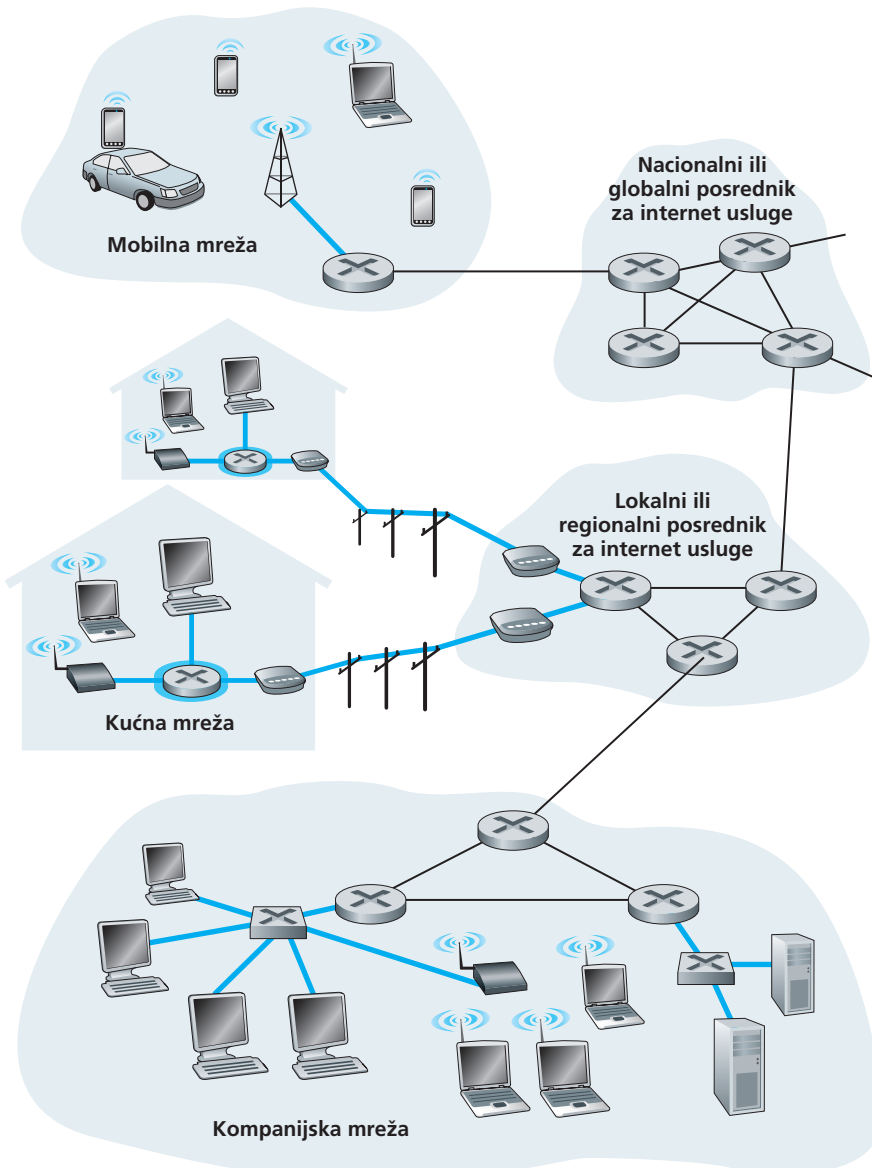 Mobilna mreža
Nacionalni ili
globalni posrednik
za internet usluge
Lokalni ili
regionalni posrednik
za internet usluge
Kućna mreža
Kompanijska mreža